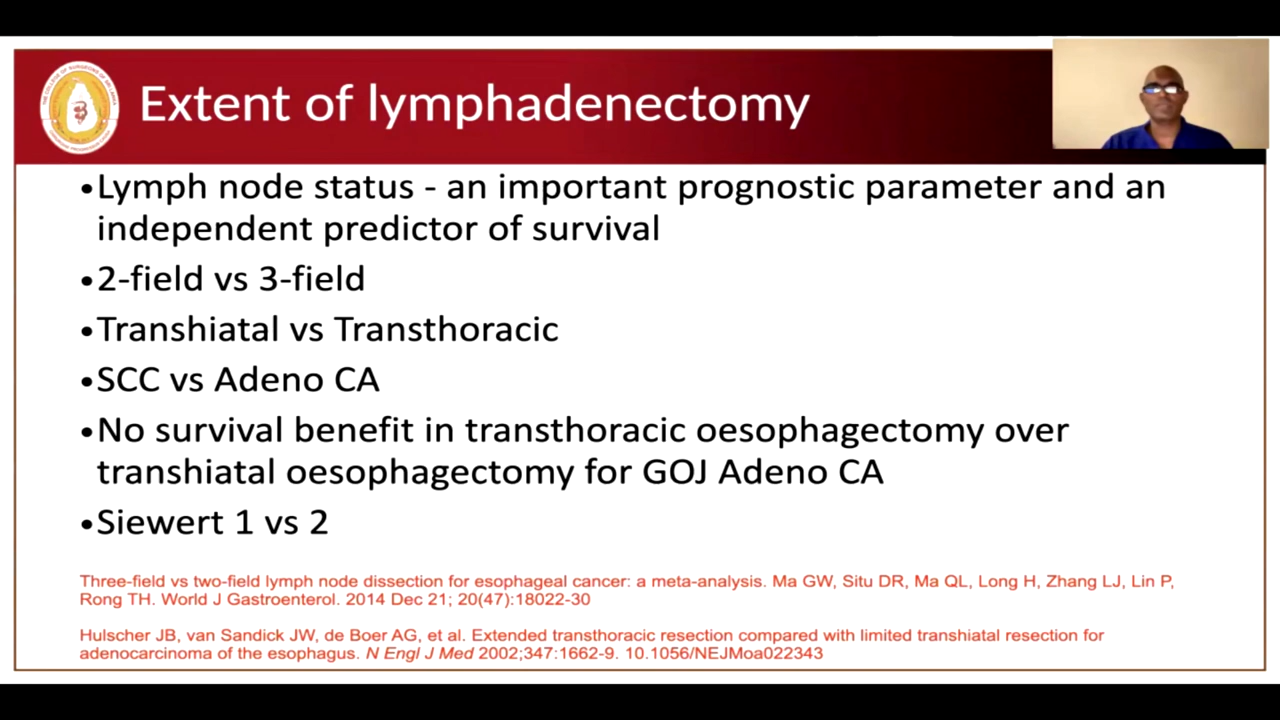 Extent of lymphadenectomy
•Lymph node status - an important prognostic parameter and an
independent predictor of survival
•2-field vs 3-field
•Transhiatal vs Transthoracic
•SCC vs Adeno CA
•No survival benefit in transthoracic oesophagectomy over
transhiatal oesophagectomy for GOJ Adeno CA
•Siewert 1 vs 2
Three-field vs two-field lymph node dissection for esophageal cancer: a meta-analysis. Ma GW, Situ DR, Ma QL, Long H, Zhang LJ, Lin P,
Rong TH. World J Gastroenterol. 2014 Dec 21; 20(47):18022-30
Hulscher JB, van Sandick JW, de Boer AG, et al. Extended transthoracic resection compared with limited transhiatal resection for
adenocarcinoma of the esophagus. N Engl J Med 2002;347:1662-9. 10.1056/NEJMoa022343